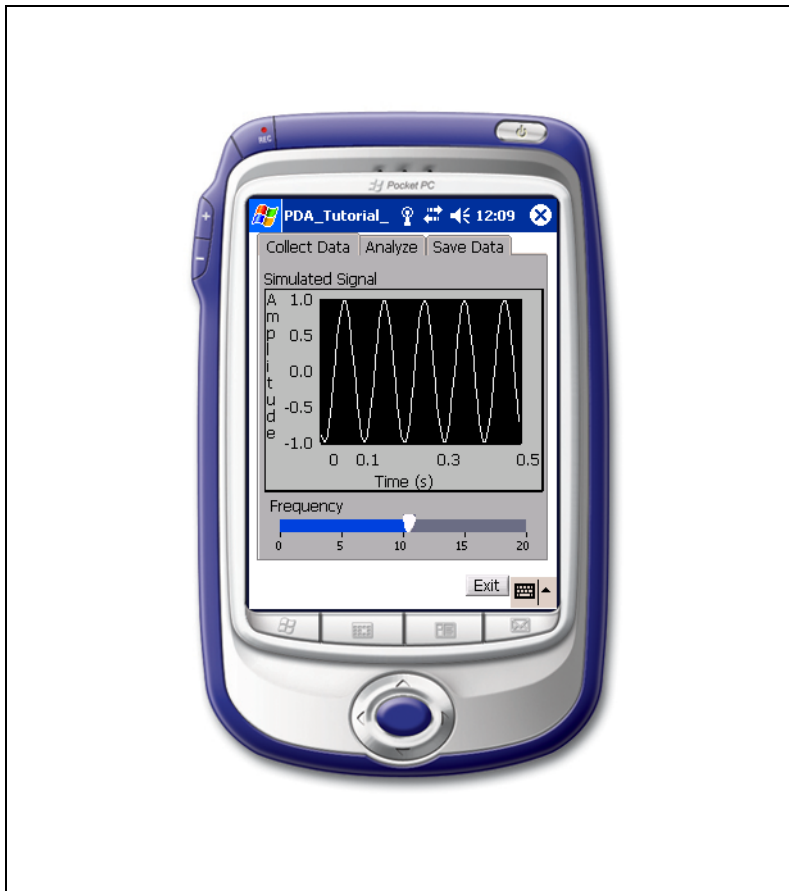 REC
Pocket PC
PDA_Tutorial_ 12:09
Collect Data Analyze Save Data
Simulated Signal
Amplitude
1.0
0.5
0.0
-0.5
-1.0
0 0.1 0.3 0.5
Time (s)
Frequency
0 5 10 15 20
Exit
+
-